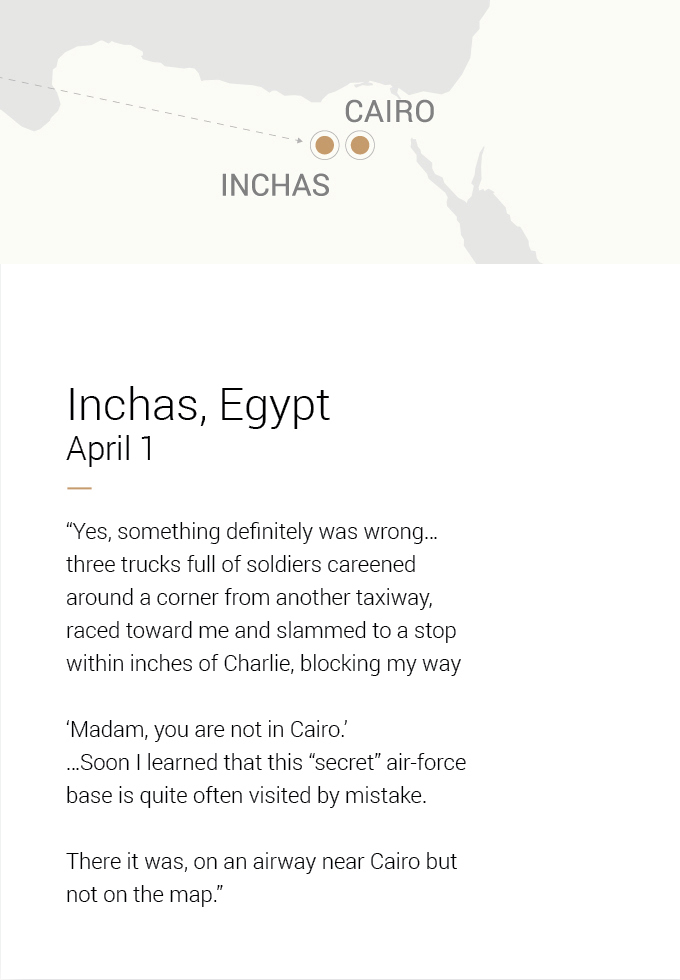 CAIRO
INCHAS
Inchas, Egypt
April 1
“Yes, something definitely was wrong...
three trucks full of soldiers careened
around a corner from another taxiway,
raced toward me and slammed to a stop
within inches of Charlie, blocking my way
‘Madam, you are not in Cairo.’
...Soon I learned that this “secret” air-force
base is quite often visited by mistake.
There it was, on an airway near Cairo but
not on the map.”